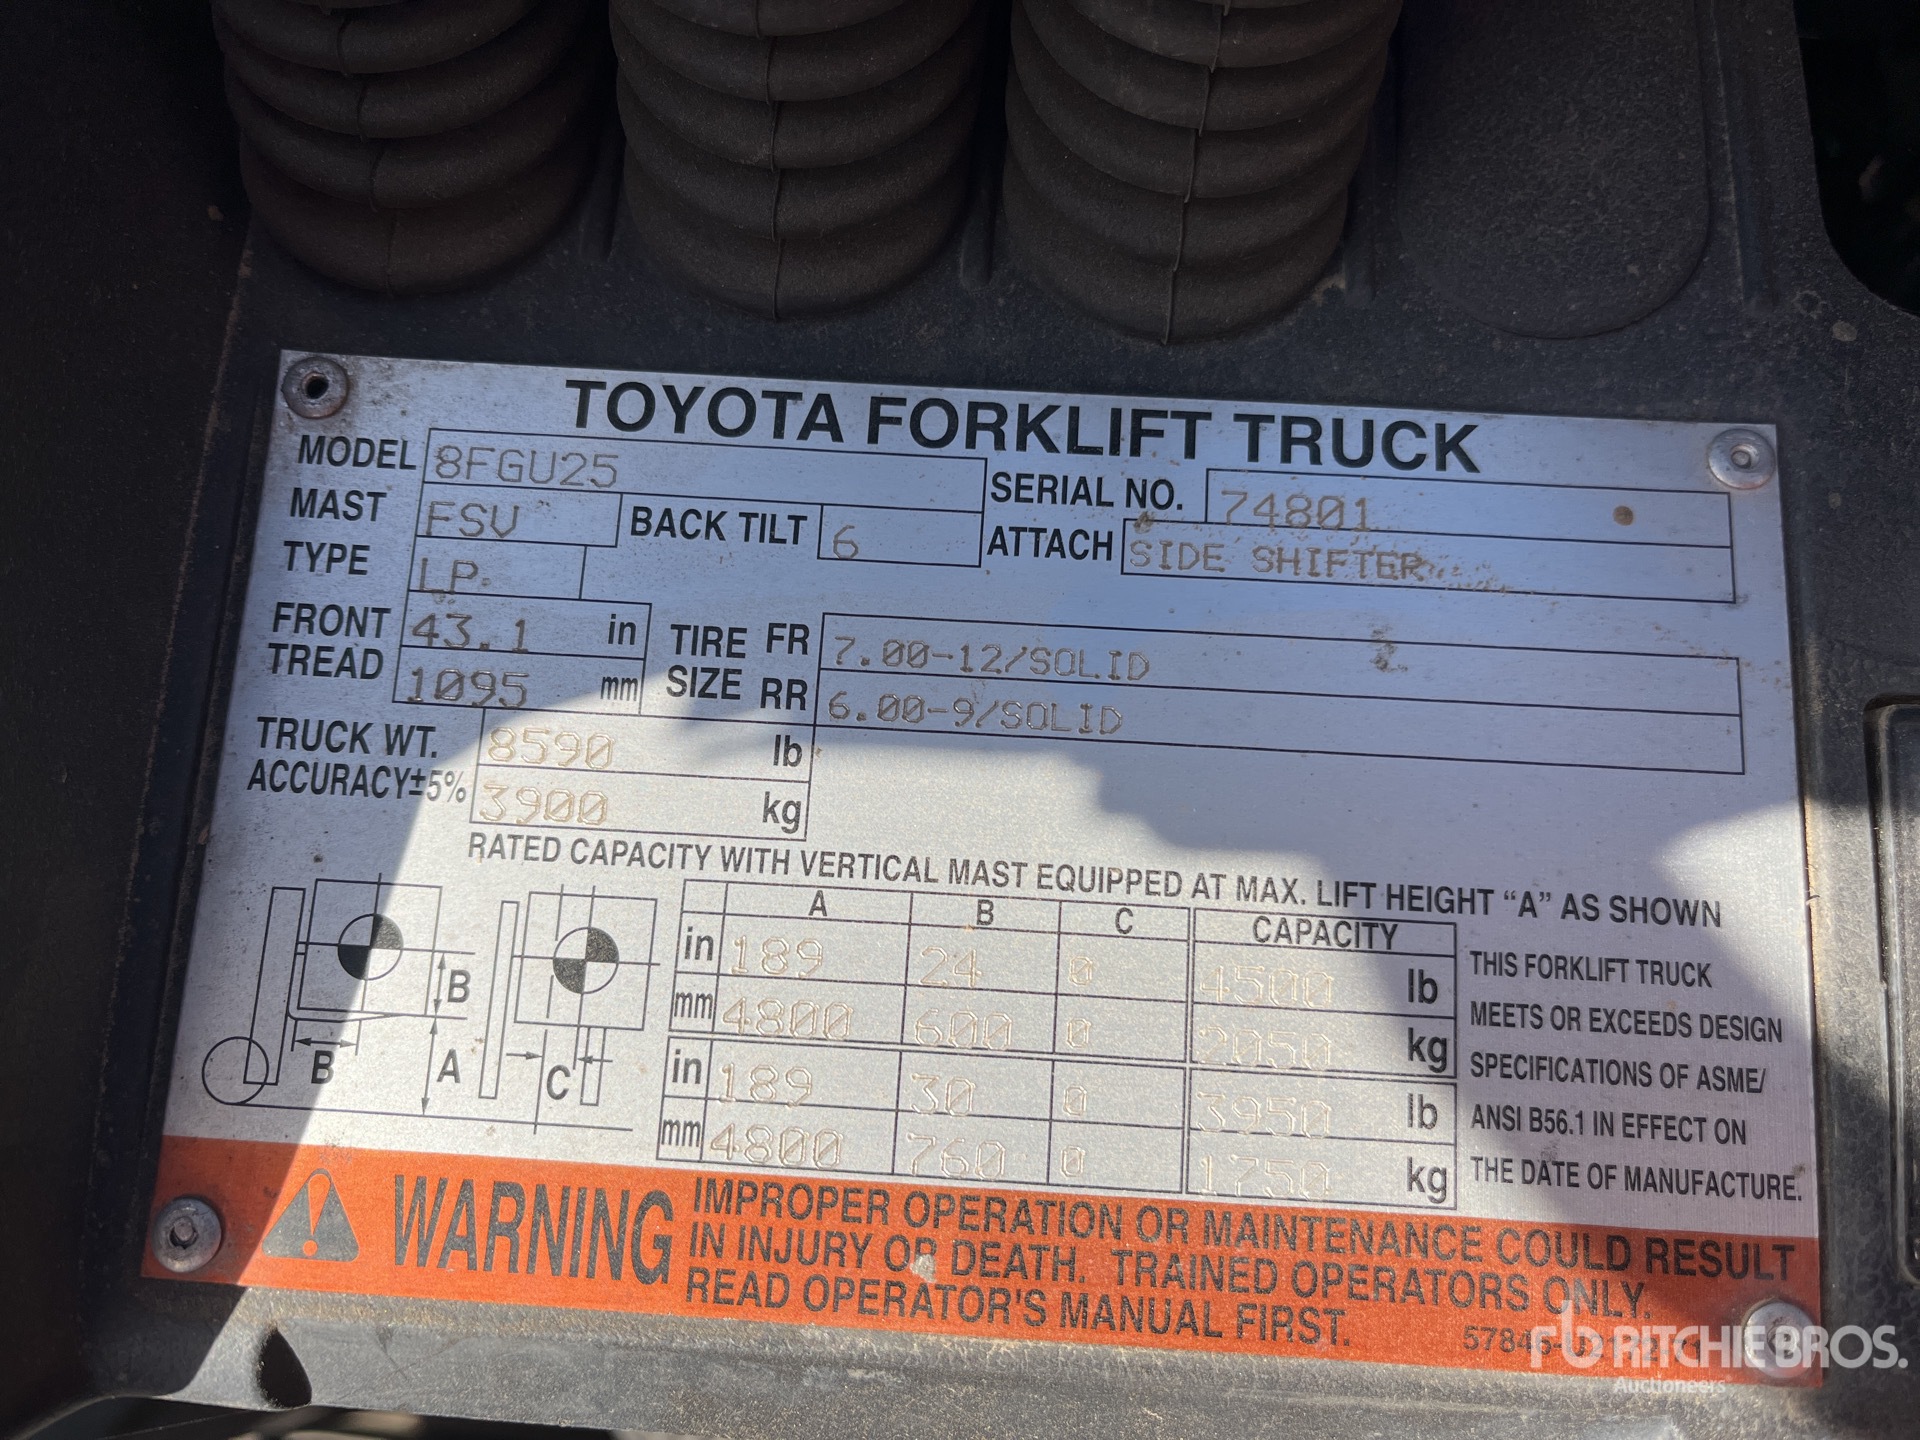 TOYOTA FORKLIFT TRUCK
MODEL 8FGU25 SERIAL NO. 74801
MAST FSV BACK TILT 6 ATTACH SIDE SHIFTER
TYPE LP
FRONT TREAD 43.1 in
1095 mm
TIRE SIZE FR 7.00-12/SOLID
RR 6.00-9/SOLID
TRUCK WT. 8590 lb
ACCURACY±5% 3900 kg
RATED CAPACITY WITH VERTICAL MAST EQUIPPED AT MAX. LIFT HEIGHT “A” AS SHOWN
A B C CAPACITY
in 189 24 0 4500 lb
mm 4800 600 0 2050 kg
in 189 30 0 3950 lb
mm 4800 760 0 1750 kg
B
B A C
THIS FORKLIFT TRUCK
MEETS OR EXCEEDS DESIGN
SPECIFICATIONS OF ASME/
ANSI B56.1 IN EFFECT ON
THE DATE OF MANUFACTURE.
WARNING
IMPROPER OPERATION OR MAINTENANCE COULD RESULT
IN INJURY OR DEATH. TRAINED OPERATORS ONLY.
READ OPERATOR'S MANUAL FIRST.
rb RITCHIE BROS.
Auctioneers